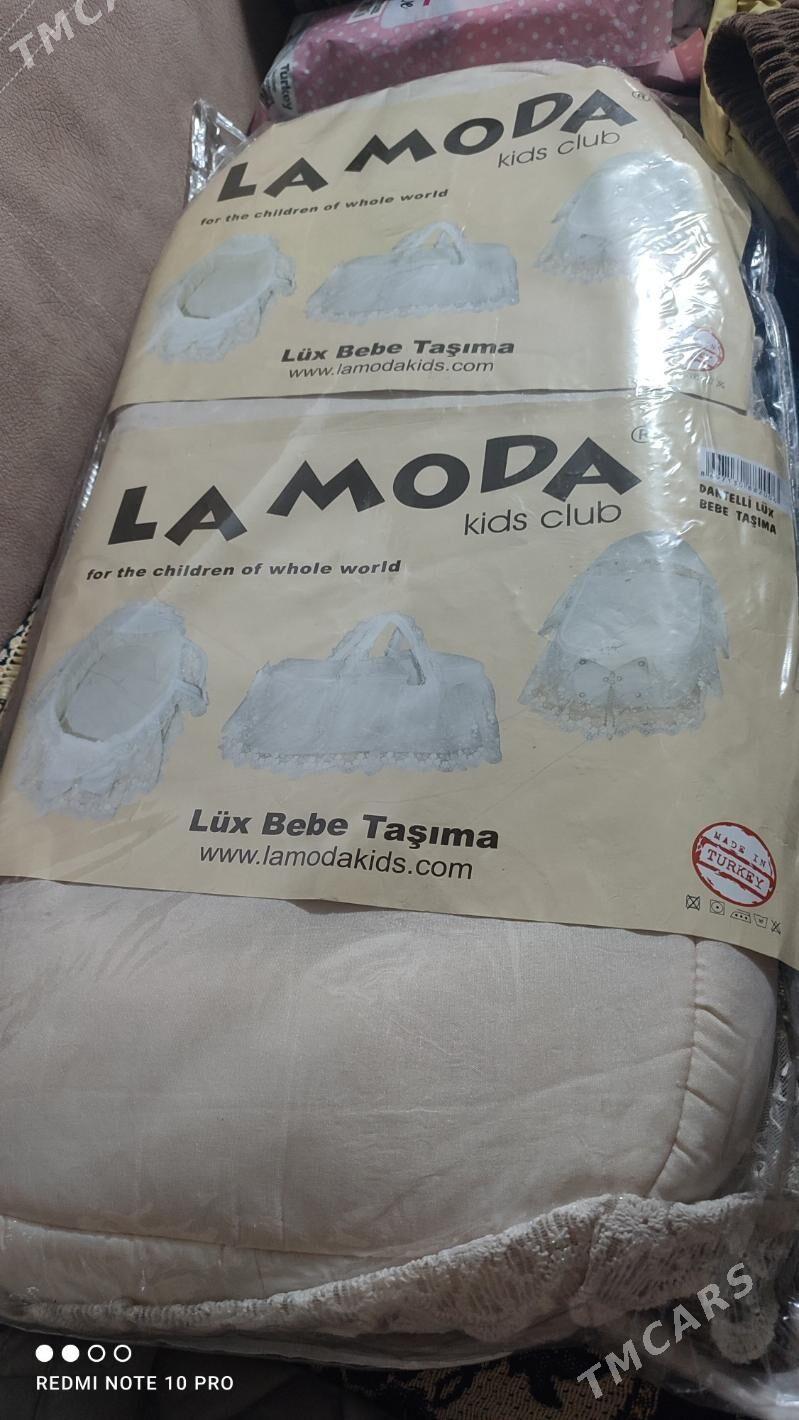 TMCA
Turkey
LA MODA®
kids club
for the children of whole world
Lüx Bebe Taşıma
www.lamodakids.com
LA MODA®
kids club
for the children of whole world
DANTELLİ LÜX
BEBE TAŞIMA
Lüx Bebe Taşıma
www.lamodakids.com
MADE IN
TURKEY
TMCARS
REDMI NOTE 10 PRO